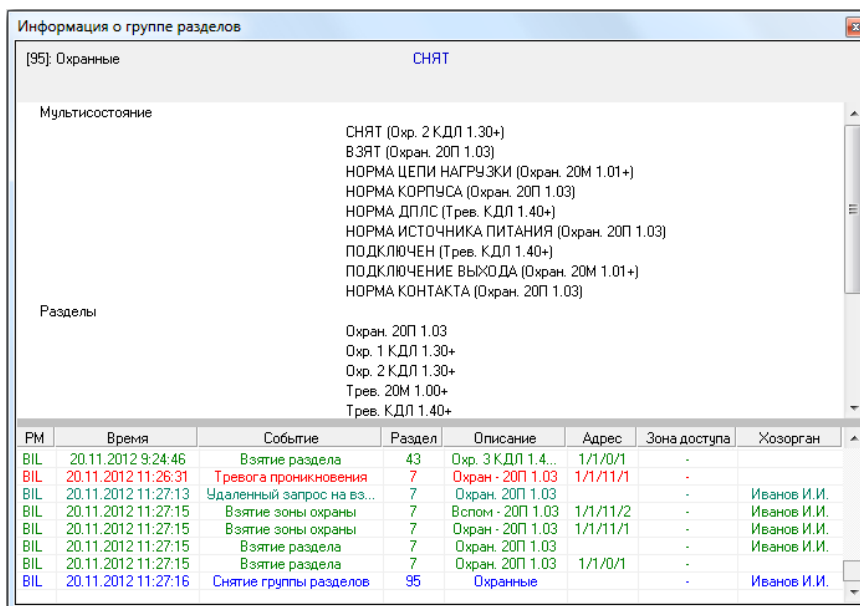 Информация о группе разделов
[95]: Охранные СНЯТ
Мультисостояние
СНЯТ (Охр. 2 КДЛ 1.30+)
ВЗЯТ (Охран. 20П 1.03)
НОРМА ЦЕПИ НАГРУЗКИ (Охран. 20М 1.01+)
НОРМА КОРПУСА (Охран. 20П 1.03)
НОРМА ДПЛС (Трев. КДЛ 1.40+)
НОРМА ИСТОЧНИКА ПИТАНИЯ (Охран. 20П 1.03)
ПОДКЛЮЧЕН (Трев. КДЛ 1.40+)
ПОДКЛЮЧЕНИЕ ВЫХОДА (Охран. 20М 1.01+)
НОРМА КОНТАКТА (Охран. 20П 1.03)
Разделы
Охран. 20П 1.03
Охр. 1 КДЛ 1.30+
Охр. 2 КДЛ 1.30+
Трев. 20М 1.00+
Трев. КДЛ 1.40+
РМ Время Событие Раздел Описание Адрес Зона доступа Хозорган
BIL 20.11.2012 9:24:46 Взятие раздела 43 Охр. 3 КДЛ 1.4... 1/1/0/1 -
BIL 20.11.2012 11:26:31 Тревога проникновения 7 Охран - 20П 1.03 1/1/11/1 -
BIL 20.11.2012 11:27:13 Удаленный запрос на вз... 7 Охран. 20П 1.03 - Иванов И.И.
BIL 20.11.2012 11:27:15 Взятие зоны охраны 7 Вспом - 20П 1.03 1/1/11/2 - Иванов И.И.
BIL 20.11.2012 11:27:15 Взятие зоны охраны 7 Охран - 20П 1.03 1/1/11/1 - Иванов И.И.
BIL 20.11.2012 11:27:15 Взятие раздела 7 Охран. 20П 1.03 - Иванов И.И.
BIL 20.11.2012 11:27:15 Взятие раздела 7 Охран. 20П 1.03 1/1/0/1 -
BIL 20.11.2012 11:27:16 Снятие группы разделов 95 Охранные - Иванов И.И.